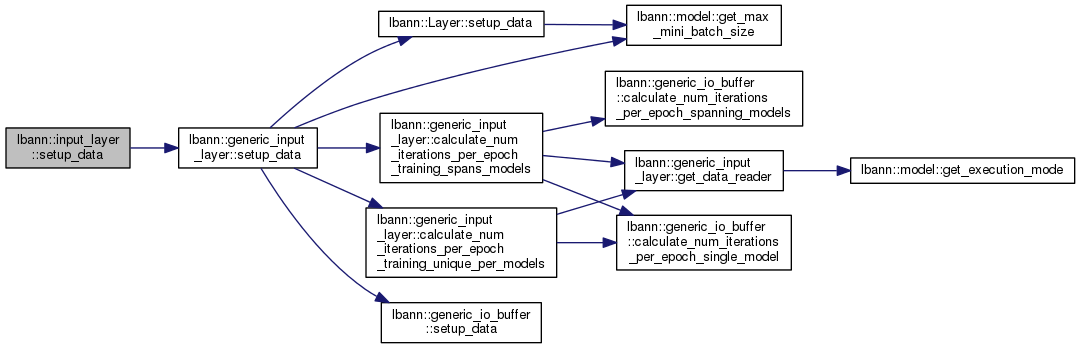 lbann::input_layer
::setup_data
lbann::generic_input
_layer::setup_data
lbann::Layer::setup_data
lbann::generic_input
_layer::calculate_num
_iterations_per_epoch
_training_spans_models
lbann::generic_input
_layer::calculate_num
_iterations_per_epoch
_training_unique_per_models
lbann::generic_io_buffer
::setup_data
lbann::model::get_max
_mini_batch_size
lbann::generic_io_buffer
::calculate_num_iterations
_per_epoch_spanning_models
lbann::generic_input
_layer::get_data_reader
lbann::generic_io_buffer
::calculate_num_iterations
_per_epoch_single_model
lbann::model::get_execution_mode